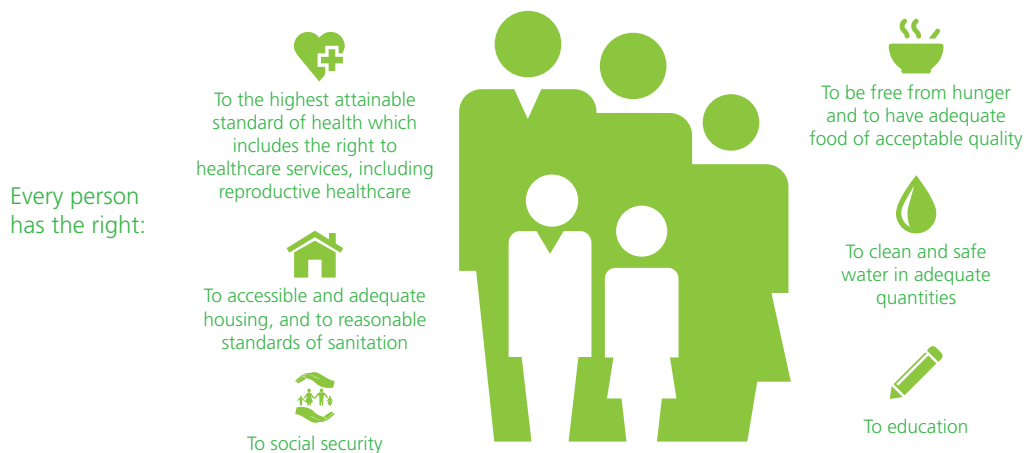 Every person
has the right:
To the highest attainable
standard of health which
includes the right to
healthcare services, including
reproductive healthcare
To accessible and adequate
housing, and to reasonable
standards of sanitation
To social security
To be free from hunger
and to have adequate
food of acceptable quality
To clean and safe
water in adequate
quantities
To education